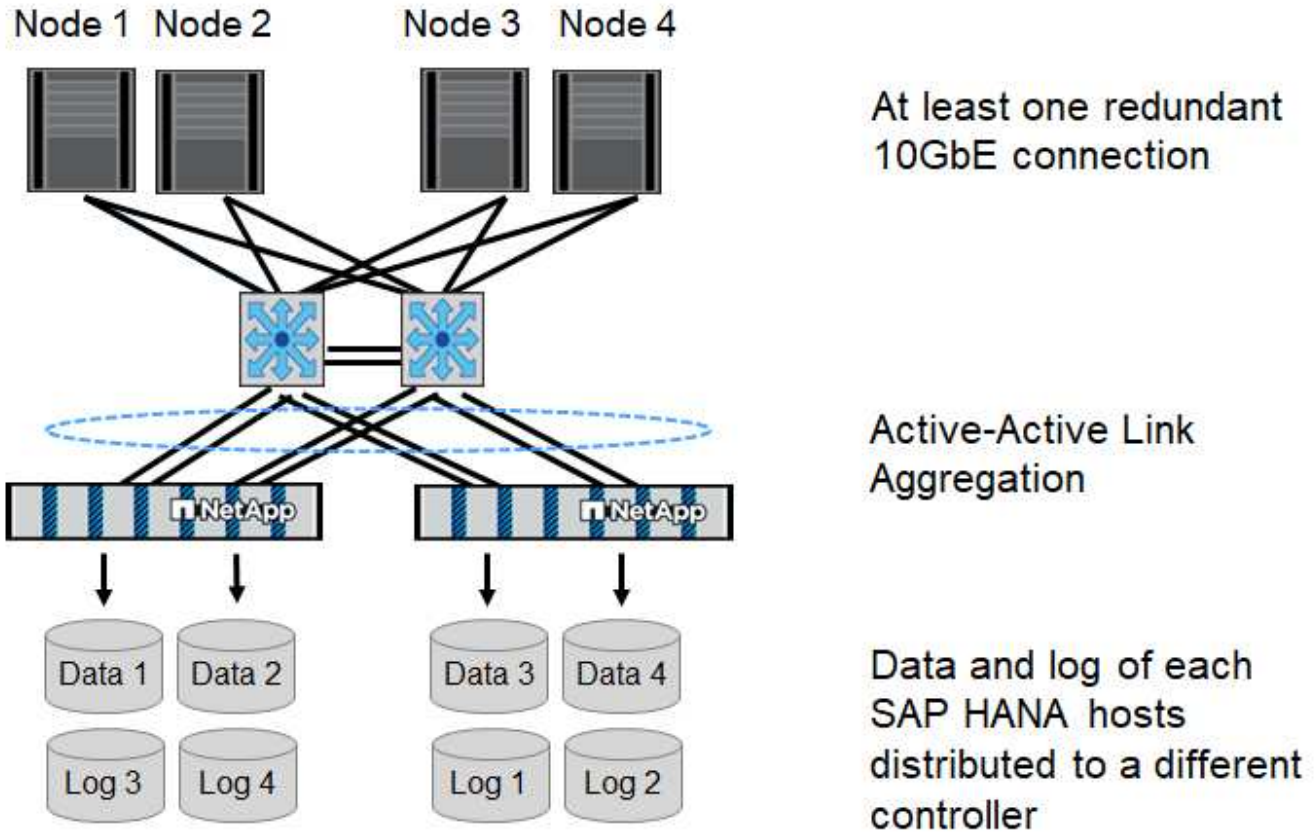 Node 1 Node 2 Node 3 Node 4
At least one redundant
10GbE connection
Active-Active Link
Aggregation
NetApp NetApp
Data 1 Data 2 Data 3 Data 4
Log 3 Log 4 Log 1 Log 2
Data and log of each
SAP HANA hosts
distributed to a different
controller